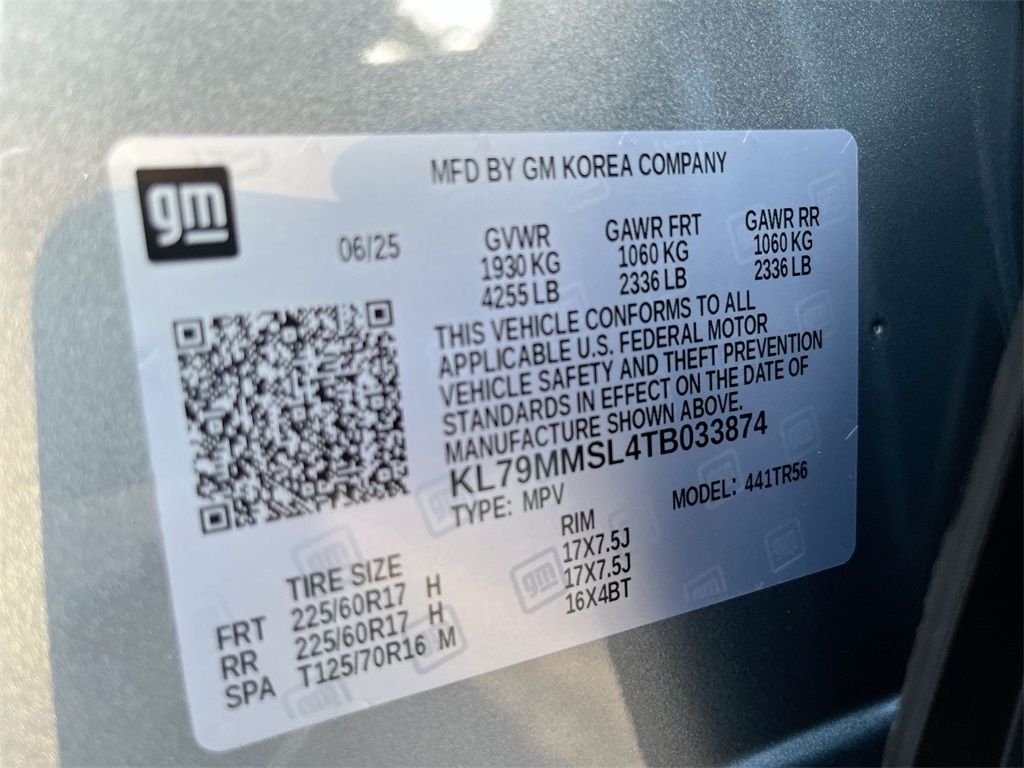 MFD BY GM KOREA COMPANY
gm
06/25
GVWR GAWR FRT GAWR RR
1930 KG 1060 KG 1060 KG
4255 LB 2336 LB 2336 LB
THIS VEHICLE CONFORMS TO ALL
APPLICABLE U.S. FEDERAL MOTOR
VEHICLE SAFETY AND THEFT PREVENTION
STANDARDS IN EFFECT ON THE DATE OF
MANUFACTURE SHOWN ABOVE.
KL79MMSL4TB033874
TYPE: MPV MODEL: 441TR56
TIRE SIZE RIM
FRT 225/60R17 H 17X7.5J
RR 225/60R17 H 17X7.5J
SPA T125/70R16 M 16X4BT
gm